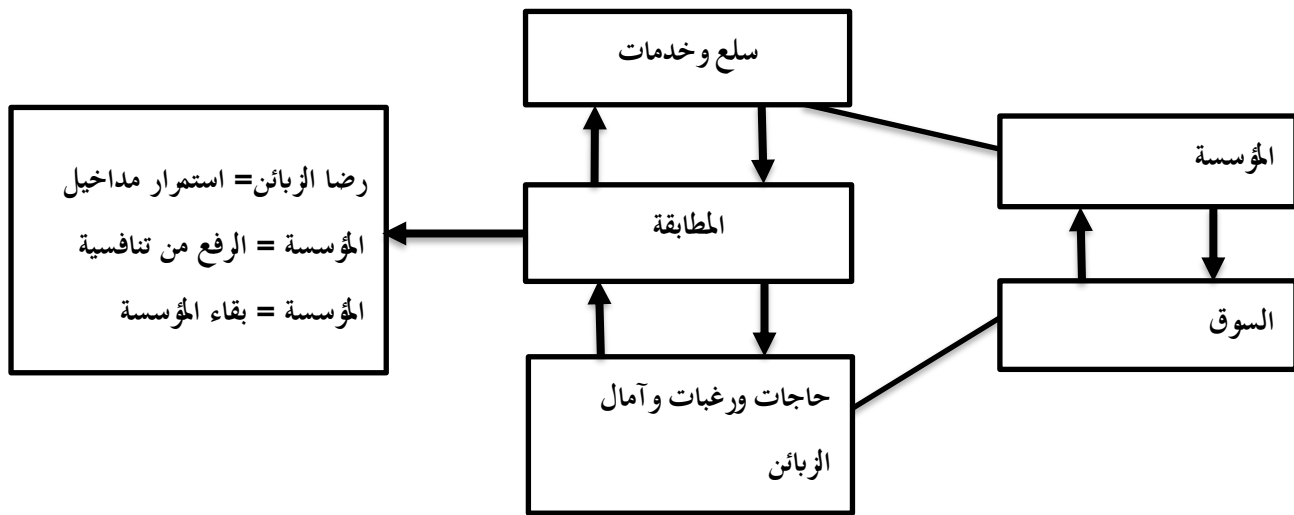 سلع وخدمات
المؤسسة
رضا الزبائن= استمرار مداخيل
المؤسسة = الرفع من تنافسية
المؤسسة = بقاء المؤسسة
المطابقة
السوق
حاجات ورغبات وآمال
الزبائن